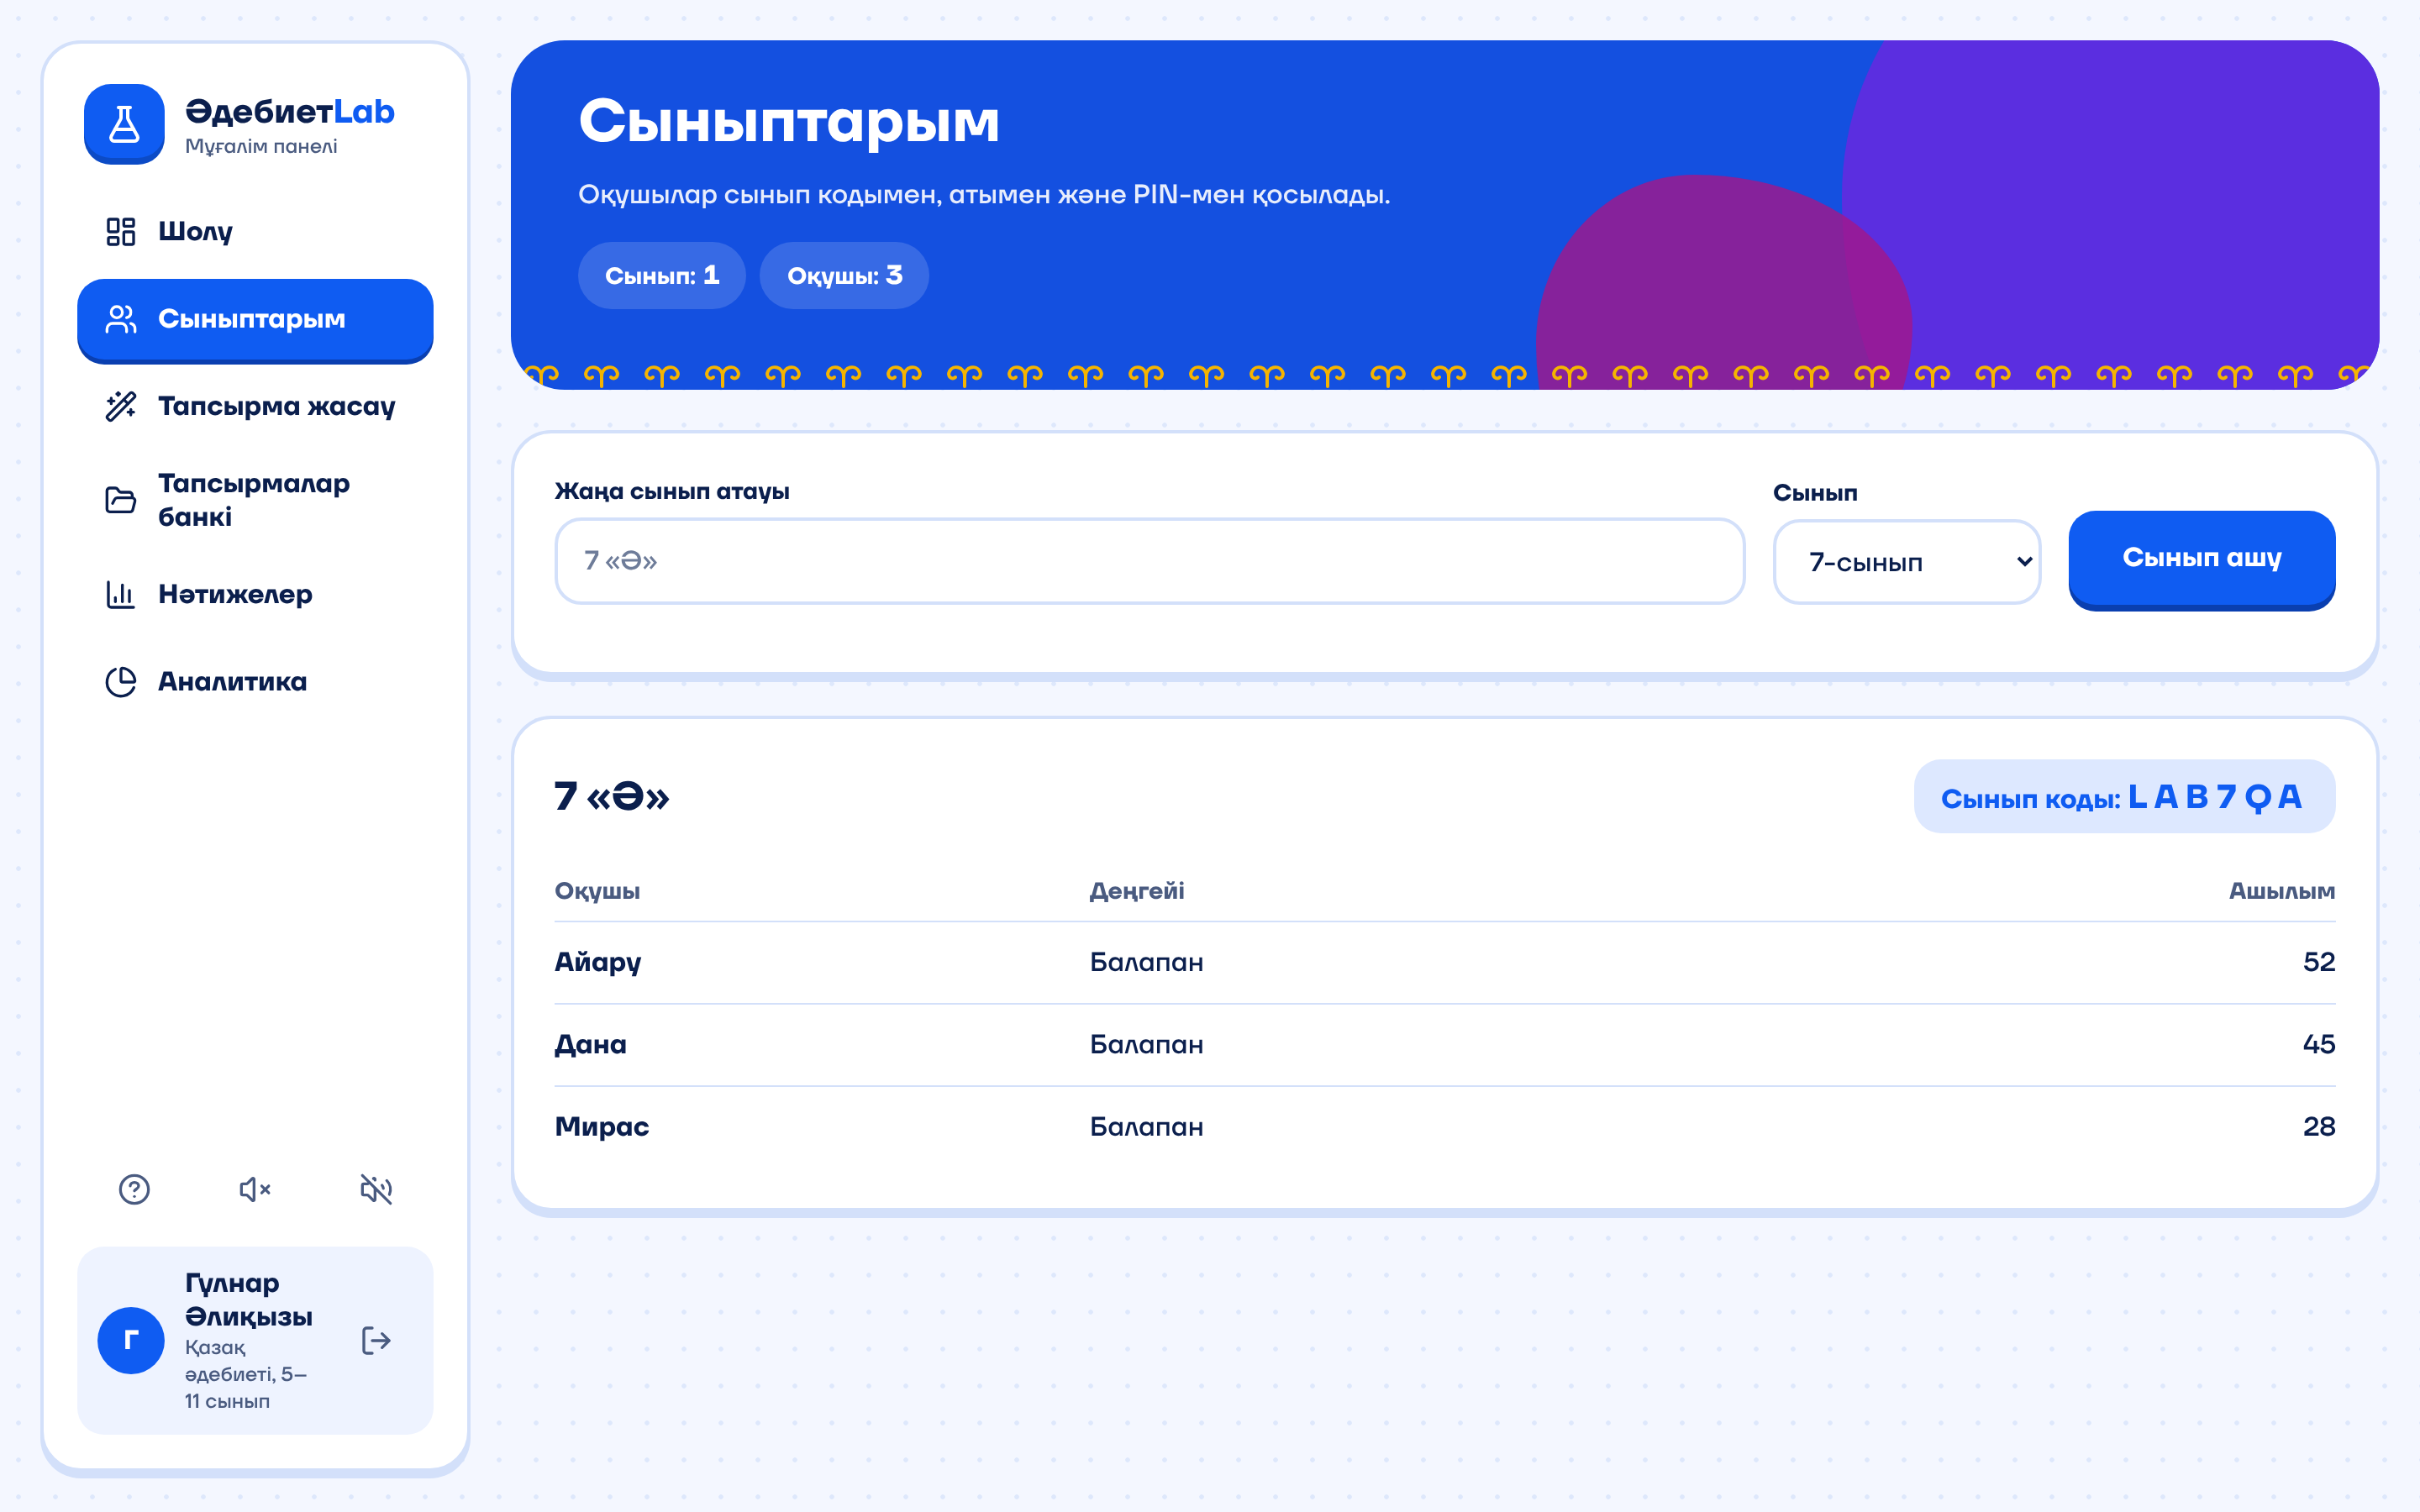 ӘдебиетLab
Мұғалім панелі
Шолу
Сыныптарым
Тапсырма жасау
Тапсырмалар
банкі
Нәтижелер
Аналитика
Гүлнар
Әлиқызы
Қазақ
әдебиеті, 5–
11 сынып
Г
Сыныптарым
Оқушылар сынып кодымен, атымен және PIN-мен қосылады.
Сынып: 1
Оқушы: 3
Жаңа сынып атауы
7 «Ә»
Сынып
7-сынып
Сынып ашу
7 «Ә»
Сынып коды: LAB7QA
Оқушы Деңгейі Ашылым
Айару Балапан 52
Дана Балапан 45
Мирас Балапан 28